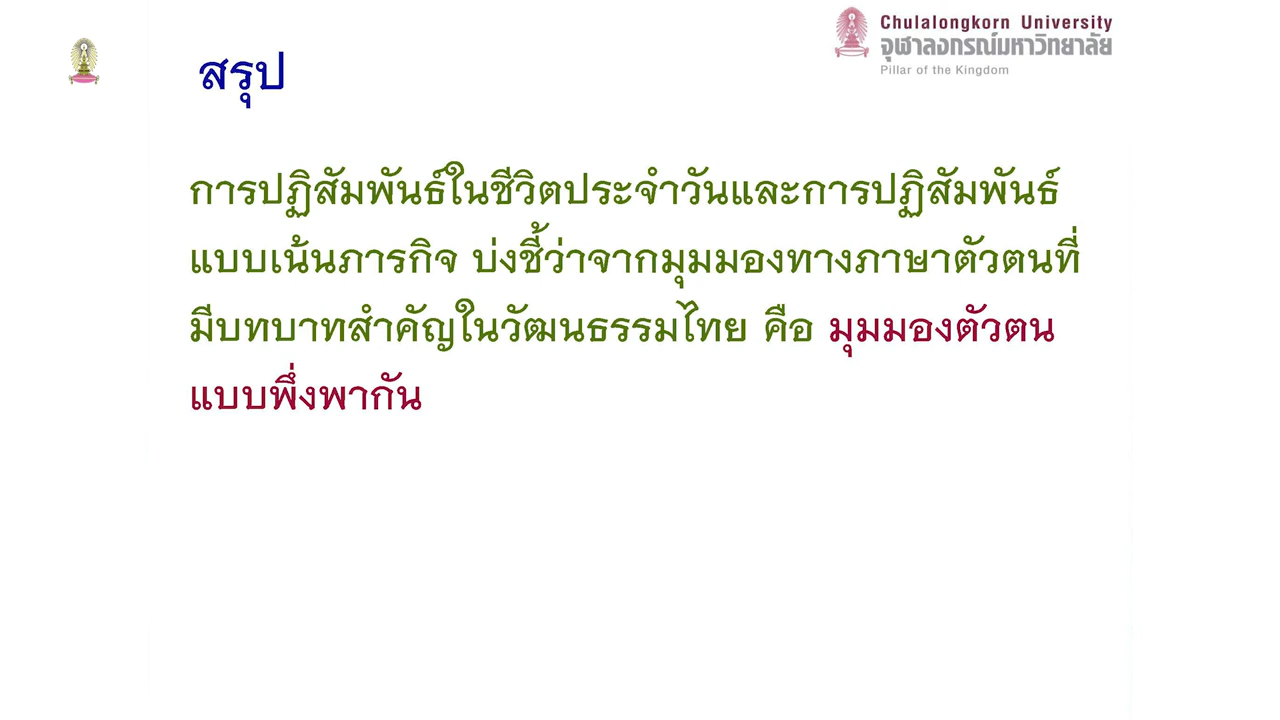 Chulalongkorn University
จุฬาลงกรณ์มหาวิทยาลัย
Pillar of the Kingdom
สรุป
การปฏิสัมพันธ์ในชีวิตประจำวันและการปฏิสัมพันธ์
แบบเน้นภารกิจ บ่งชี้ว่าจากมุมมองทางภาษาตัวตนที่
มีบทบาทสำคัญในวัฒนธรรมไทย คือ มุมมองตัวตน
แบบพึ่งพากัน